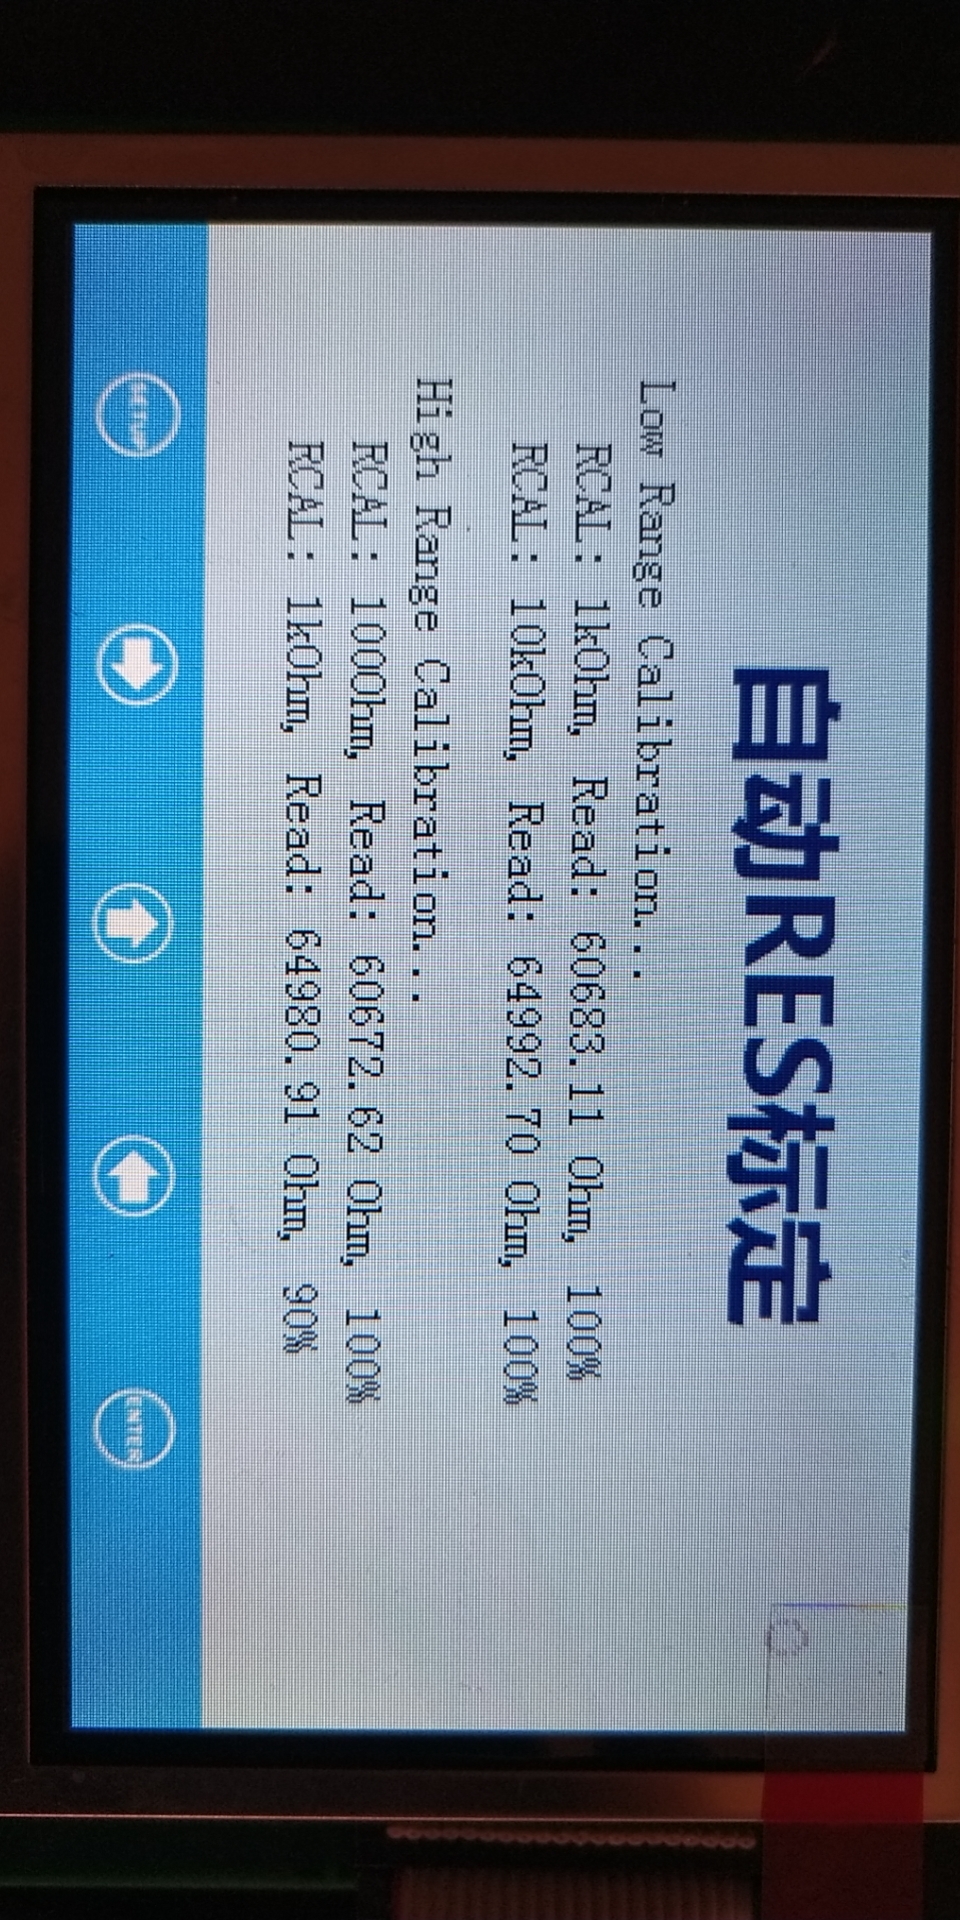 自动RES标定
Low Range Calibration...
RCAL: 1kOhm, Read: 60683.11 Ohm, 100%
RCAL: 10kOhm, Read: 64992.70 Ohm, 100%
High Range Calibration...
RCAL: 100Ohm, Read: 60672.62 Ohm, 100%
RCAL: 1kOhm, Read: 64980.91 Ohm, 90%
SETUP
ENTER